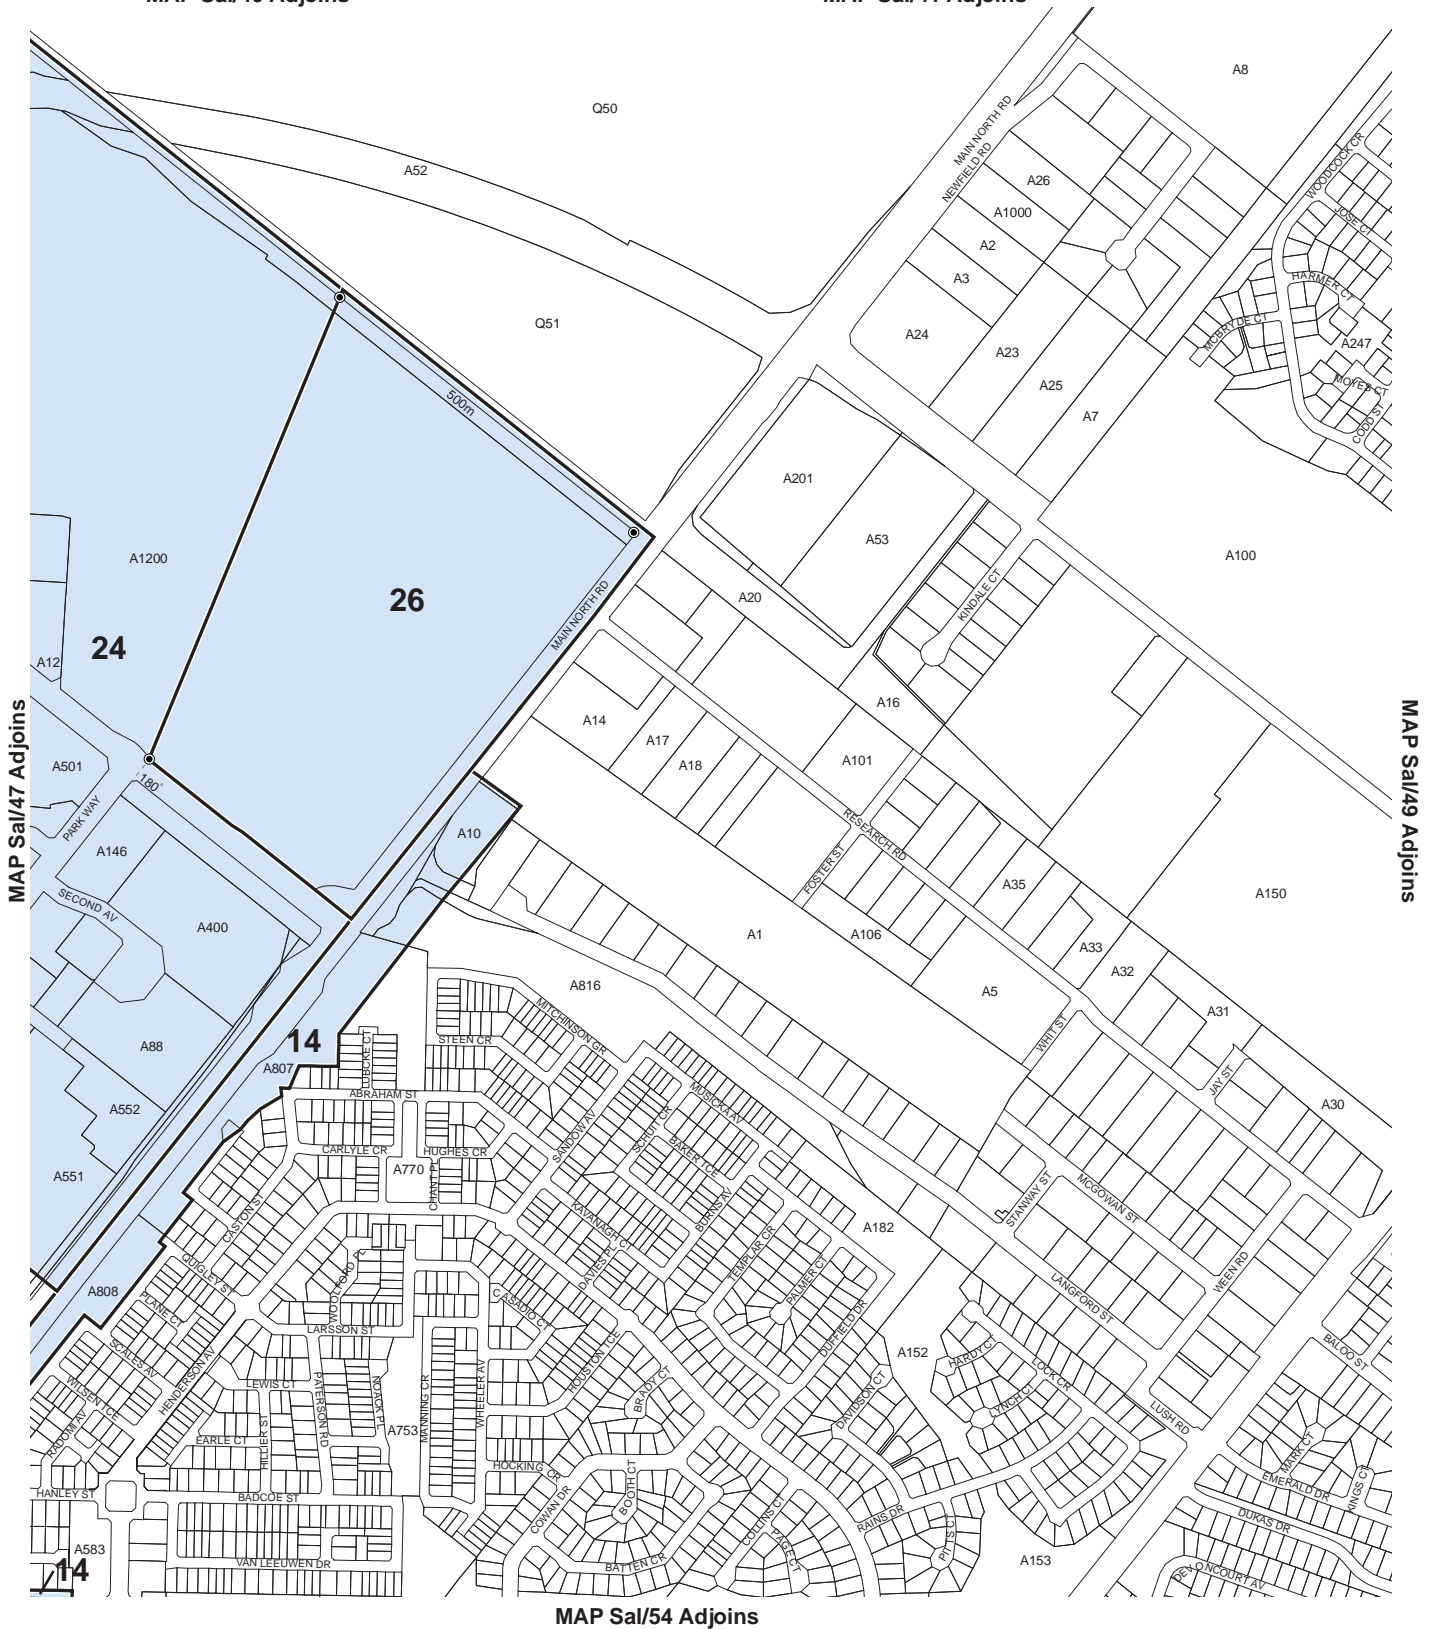 A8
Q50
MAIN NORTH RD
NEWFIELD RD
WOODCOCK CR
A52
A26
A1000
JOSE CT
A2
A3
HARMER CT
Q51
A24
MCBRYDE CT
A247
A23
A25
MOYES CT
500m
A7
CODD ST
A201
A53
A100
A1200
KINDALE CT
26
A20
MAIN NORTH RD
24
A12
A16
A14
A17
A18
A101
MAP Sal/47 Adjoins
MAP Sal/49 Adjoins
A501
180°
PARK WAY
A10
RESEARCH RD
A146
FOSTER ST
A35
A150
SECOND AV
A400
A1
A106
A33
A32
A816
A5
A31
MITCHINSON GR
WHIT ST
14
A88
STEEN CR
LUBCKE CT
A807
JAY ST
ABRAHAM ST
MUSICKA AV
A552
A30
SANDOW AV
SCHUTT CR
BAKER TCE
CARLYLE CR
HUGHES CR
A770
CHANT PL
A551
STANWAY ST
MCGOWAN ST
BURNS AV
KAVANAGH CT
CASTON ST
A182
DAVIES PL
TEMPLAR CR
PALMER CT
WOOLFORD PL
QUIGLEY ST
WEEN RD
LANGFORD ST
A808
PLANE CT
CASADIO CT
LARSSON ST
DUFFIELD DR
SCALES AV
HENDERSON AV
HOUSTON TCE
A152
HARDY CT
BALOO ST
LEWIS CT
WILSEN TCE
PATERSON RD
NOACK PL
MANNING CR
WHEELER AV
BRADY CT
DAVIDSON CT
LYNCH CT
LOCK CR
LUSH RD
RADOM AV
EARLE CT
HILLIER ST
A753
HOCKING CR
MARK CT
EMERALD DR
KINGS CT
HANLEY ST
BADCOE ST
COWAN DR
BOOTH CT
COLLINS CT
RAINS DR
DUKAS DR
A583
VAN LEEUWEN DR
BATTEN CR
PAGE CT
PITTS CT
A153
14
MAP Sal/54 Adjoins